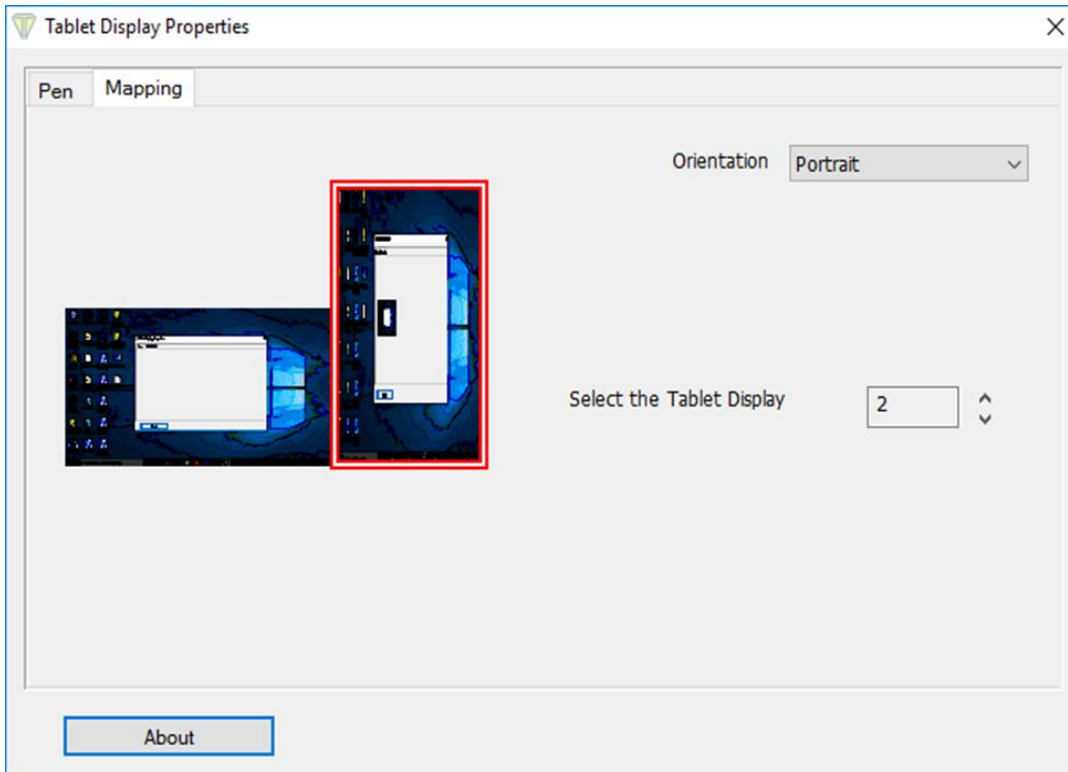 Tablet Display Properties
Pen
Mapping
Orientation
Portrait
Select the Tablet Display
2
About